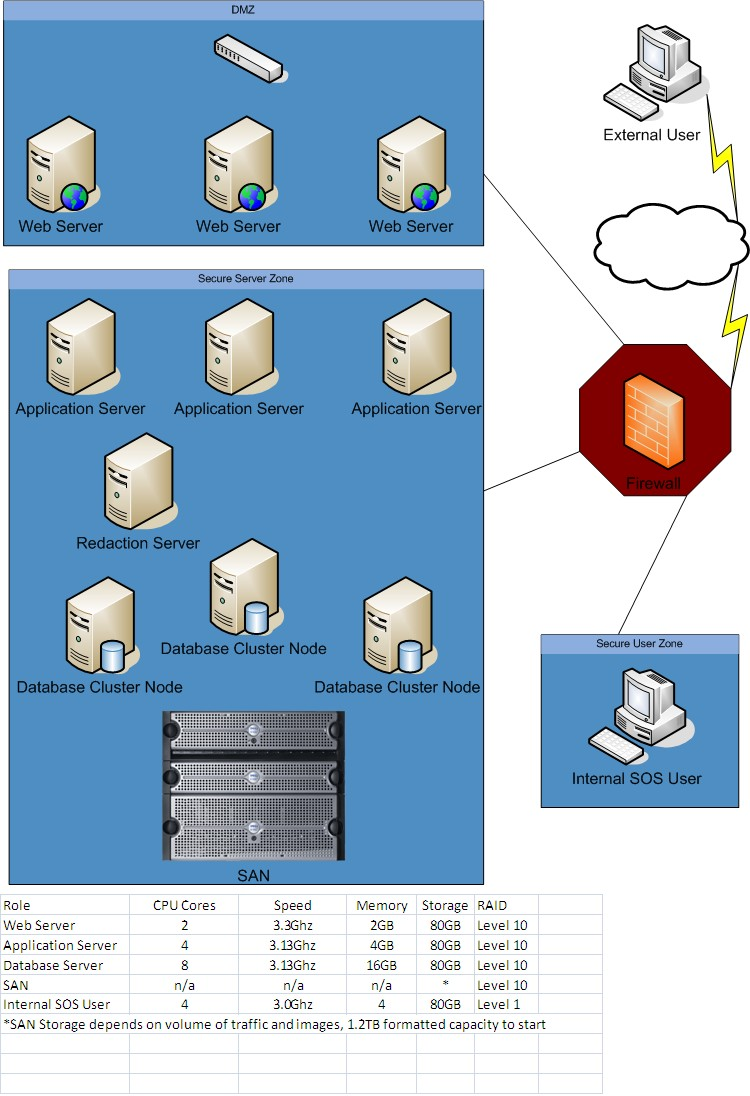 DMZ
Web Server
Web Server
Web Server
External User
Secure Server Zone
Application Server
Application Server
Application Server
Firewall
Redaction Server
Database Cluster Node
Database Cluster Node
Database Cluster Node
SAN
Secure User Zone
Internal SOS User
Role CPU Cores Speed Memory Storage RAID
Web Server 2 3.3Ghz 2GB 80GB Level 10
Application Server 4 3.13Ghz 4GB 80GB Level 10
Database Server 8 3.13Ghz 16GB 80GB Level 10
SAN n/a n/a n/a * Level 10
Internal SOS User 4 3.0Ghz 4 80GB Level 1
*SAN Storage depends on volume of traffic and images, 1.2TB formatted capacity to start